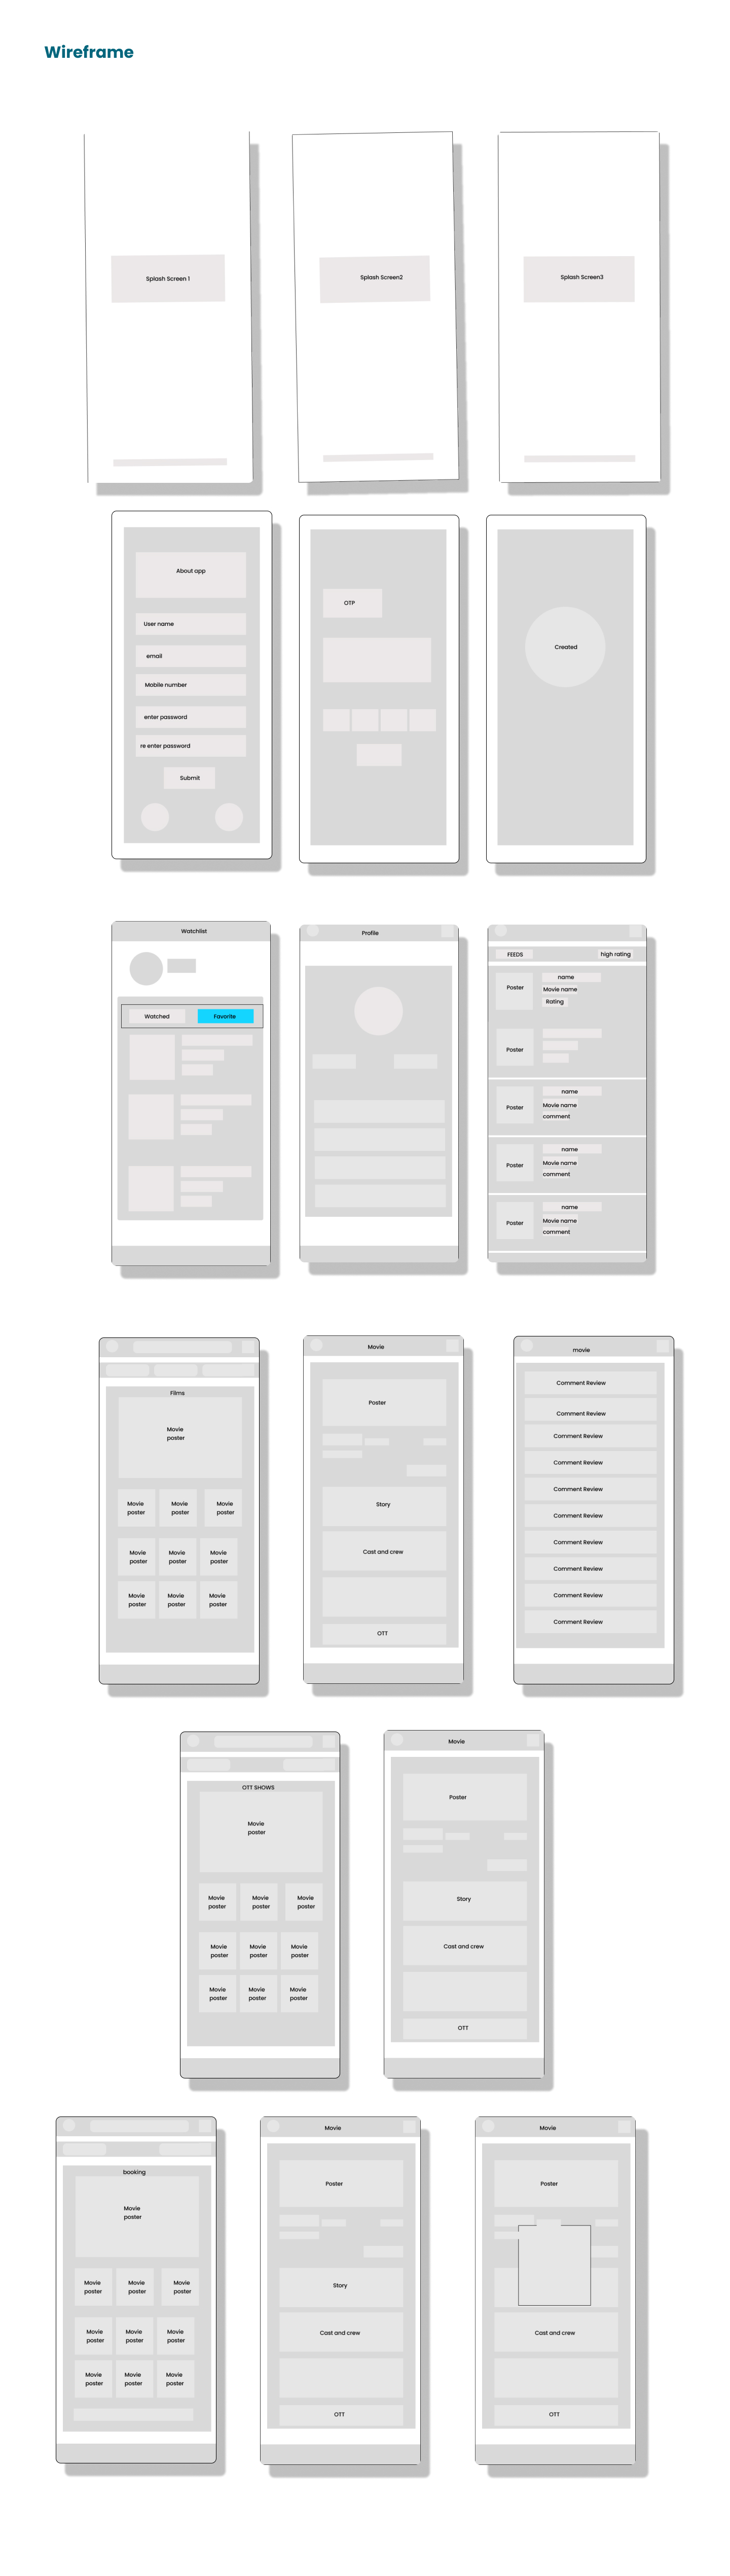 Wireframe
Splash Screen 1
Splash Screen2
Splash Screen3
About app
User name
email
Mobile number
enter password
re enter password
Submit
OTP
Created
Watchlist
Watched
Favorite
Profile
FEEDS
high rating
Poster
name
Movie name
Rating
Poster
Poster
name
Movie name
comment
Poster
name
Movie name
comment
Poster
name
Movie name
comment
Films
Movie
poster
Movie
poster
Movie
poster
Movie
poster
Movie
poster
Movie
poster
Movie
poster
Movie
poster
Movie
poster
Movie
poster
Movie
Poster
Story
Cast and crew
OTT
movie
Comment Review
Comment Review
Comment Review
Comment Review
Comment Review
Comment Review
Comment Review
Comment Review
Comment Review
Comment Review
OTT SHOWS
Movie
poster
Movie
poster
Movie
poster
Movie
poster
Movie
poster
Movie
poster
Movie
poster
Movie
poster
Movie
poster
Movie
poster
Movie
Poster
Story
Cast and crew
OTT
booking
Movie
poster
Movie
poster
Movie
poster
Movie
poster
Movie
poster
Movie
poster
Movie
poster
Movie
poster
Movie
poster
Movie
poster
Movie
Poster
Story
Cast and crew
OTT
Movie
Poster
Cast and crew
OTT